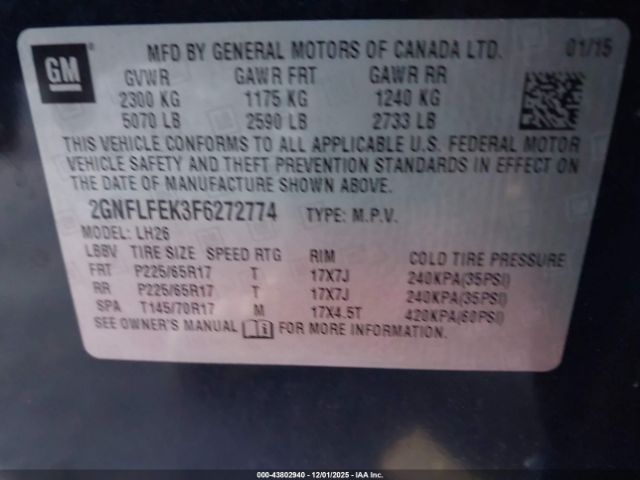 GM
MFD BY GENERAL MOTORS OF CANADA LTD. 01/15
GVWR GAWR FRT GAWR RR
2300 KG 1175 KG 1240 KG
5070 LB 2590 LB 2733 LB
THIS VEHICLE CONFORMS TO ALL APPLICABLE U.S. FEDERAL MOTOR
VEHICLE SAFETY AND THEFT PREVENTION STANDARDS IN EFFECT ON
THE DATE OF MANUFACTURE SHOWN ABOVE.
2GNFLFEK3F6272774 TYPE: M.P.V.
MODEL: LH26
LBBV TIRE SIZE SPEED RTG RIM COLD TIRE PRESSURE
FRT P225/65R17 T 17X7J 240KPA(35PSI)
RR P225/65R17 T 17X7J 240KPA(35PSI)
SPA T145/70R17 M 17X4.5T 420KPA(60PSI)
SEE OWNER'S MANUAL FOR MORE INFORMATION.
000-43802940 - 12/01/2025 - IAA Inc.